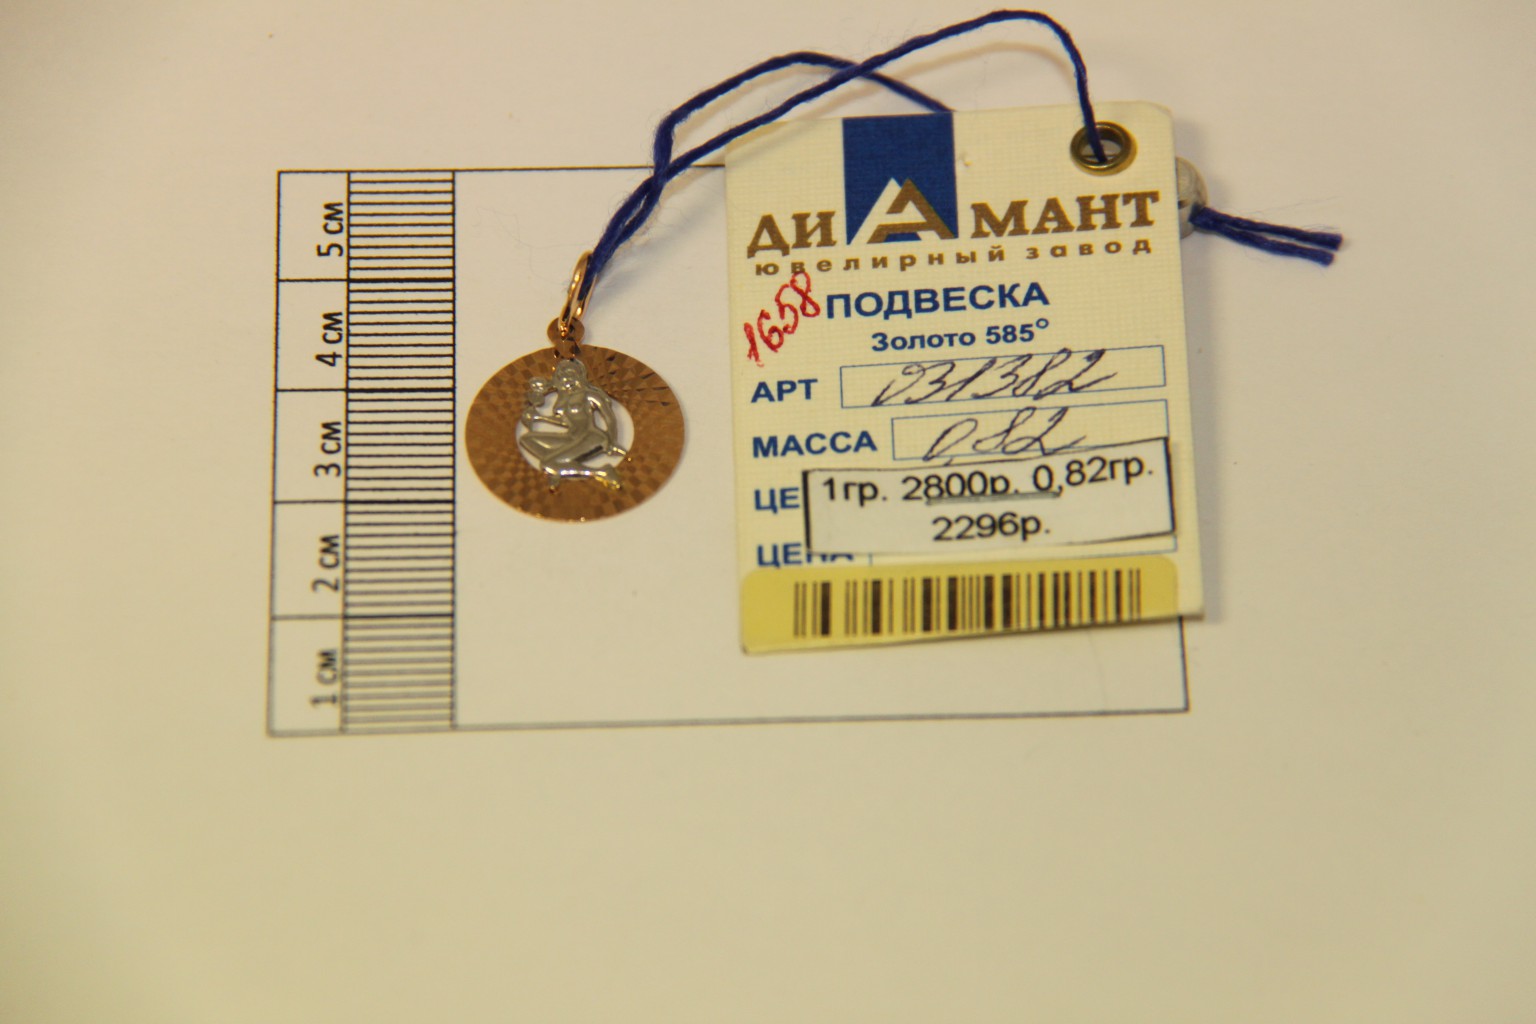 5 см
4 см
3 см
2 см
1 см
ДИАМАНТ
ювелирный завод
1658
ПОДВЕСКА
Золото 585°
АРТ 031382
МАССА 0,82
ЦЕ
1гр. 2800р. 0,82гр.
2296р.
ЦЕНА